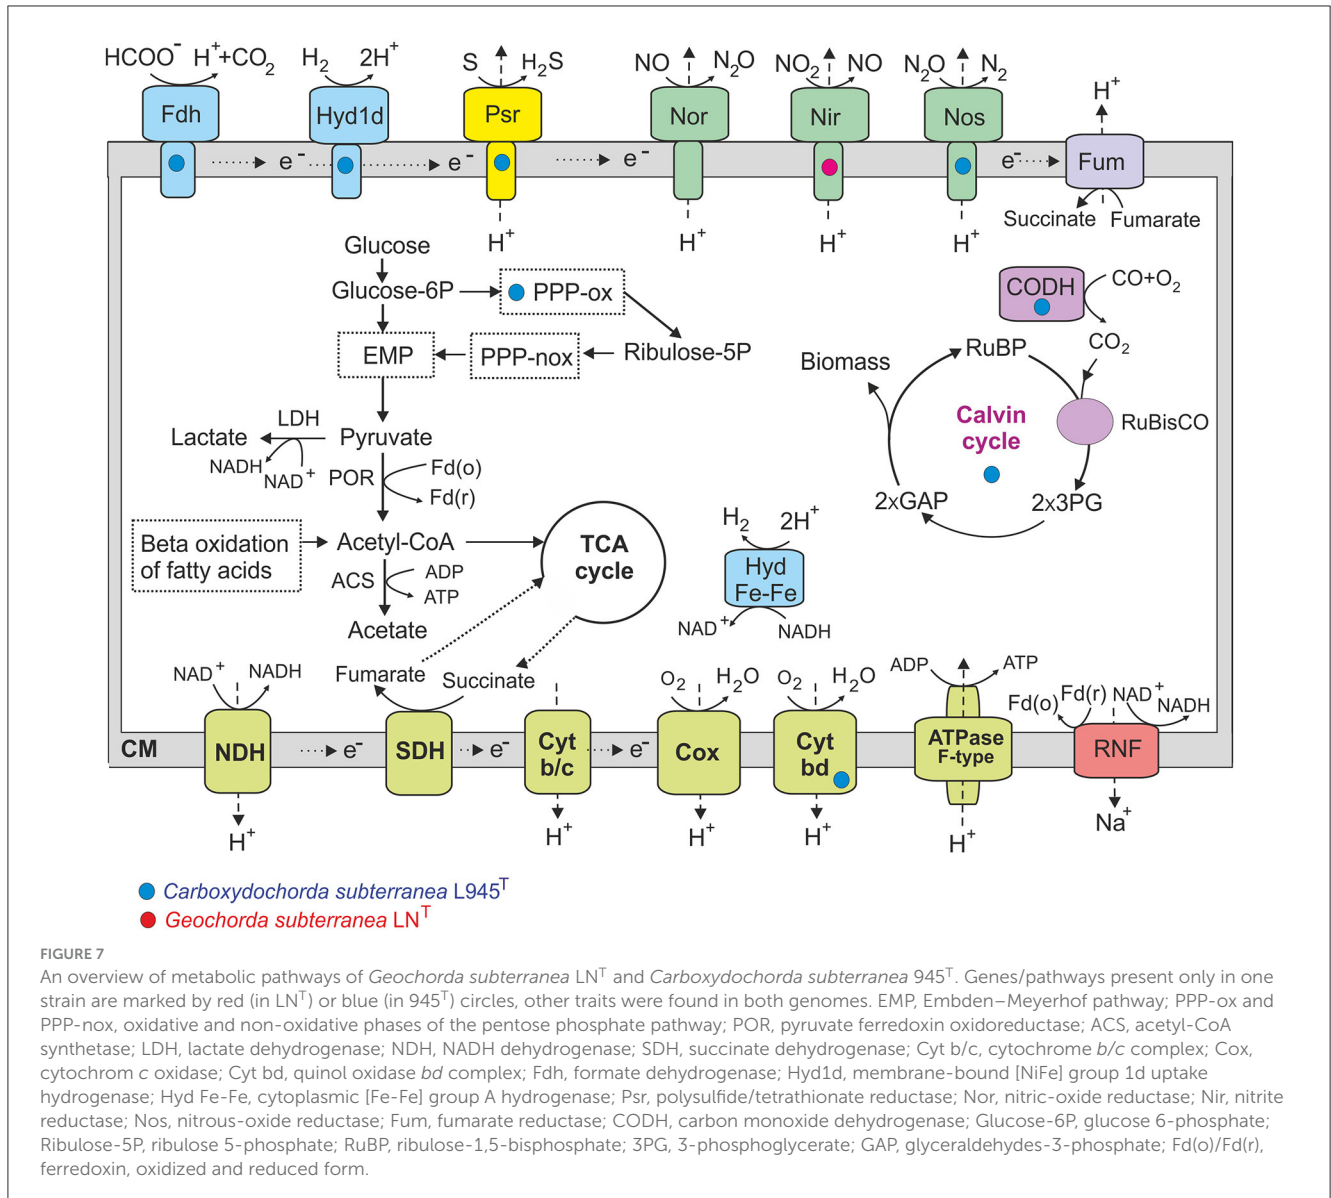 HCOO⁻ H⁺+CO₂ H₂ 2H⁺ S H₂S NO N₂O NO₂ NO N₂O N₂
Fdh Hyd1d Psr Nor Nir Nos H⁺
e⁻ e⁻ e⁻ e⁻ Fum
Succinate Fumarate
H⁺ H⁺ H⁺ H⁺
Glucose
Glucose-6P PPP-ox CODH CO+O₂
EMP PPP-nox Ribulose-5P RuBP CO₂
Biomass
Calvin
cycle
RuBisCO
2xGAP 2x3PG
LDH
Lactate Pyruvate
NADH NAD⁺
POR Fd(o)
Fd(r)
Beta oxidation
of fatty acids
Acetyl-CoA
TCA
cycle
ACS ADP
ATP
Acetate
H₂ 2H⁺
Hyd
Fe-Fe
NAD⁺ NADH
Fumarate Succinate
NAD⁺ NADH O₂ H₂O O₂ H₂O ADP ATP Fd(o) Fd(r) NAD⁺ NADH
CM NDH e⁻ SDH e⁻ Cyt
b/c e⁻ Cox Cyt
bd ATPase
F-type RNF
H⁺ H⁺ H⁺ H⁺ H⁺ Na⁺
Carboxydochorda subterranea L945ᵀ
Geochorda subterranea LNᵀ
FIGURE 7
An overview of metabolic pathways of Geochorda subterranea LNᵀ and Carboxydochorda subterranea 945ᵀ. Genes/pathways present only in one
strain are marked by red (in LNᵀ) or blue (in 945ᵀ) circles, other traits were found in both genomes. EMP, Embden–Meyerhof pathway; PPP-ox and
PPP-nox, oxidative and non-oxidative phases of the pentose phosphate pathway; POR, pyruvate ferredoxin oxidoreductase; ACS, acetyl-CoA
synthetase; LDH, lactate dehydrogenase; NDH, NADH dehydrogenase; SDH, succinate dehydrogenase; Cyt b/c, cytochrome b/c complex; Cox,
cytochrom c oxidase; Cyt bd, quinol oxidase bd complex; Fdh, formate dehydrogenase; Hyd1d, membrane-bound [NiFe] group 1d uptake
hydrogenase; Hyd Fe-Fe, cytoplasmic [Fe-Fe] group A hydrogenase; Psr, polysulfide/tetrathionate reductase; Nor, nitric-oxide reductase; Nir, nitrite
reductase; Nos, nitrous-oxide reductase; Fum, fumarate reductase; CODH, carbon monoxide dehydrogenase; Glucose-6P, glucose 6-phosphate;
Ribulose-5P, ribulose 5-phosphate; RuBP, ribulose-1,5-bisphosphate; 3PG, 3-phosphoglycerate; GAP, glyceraldehydes-3-phosphate; Fd(o)/Fd(r),
ferredoxin, oxidized and reduced form.